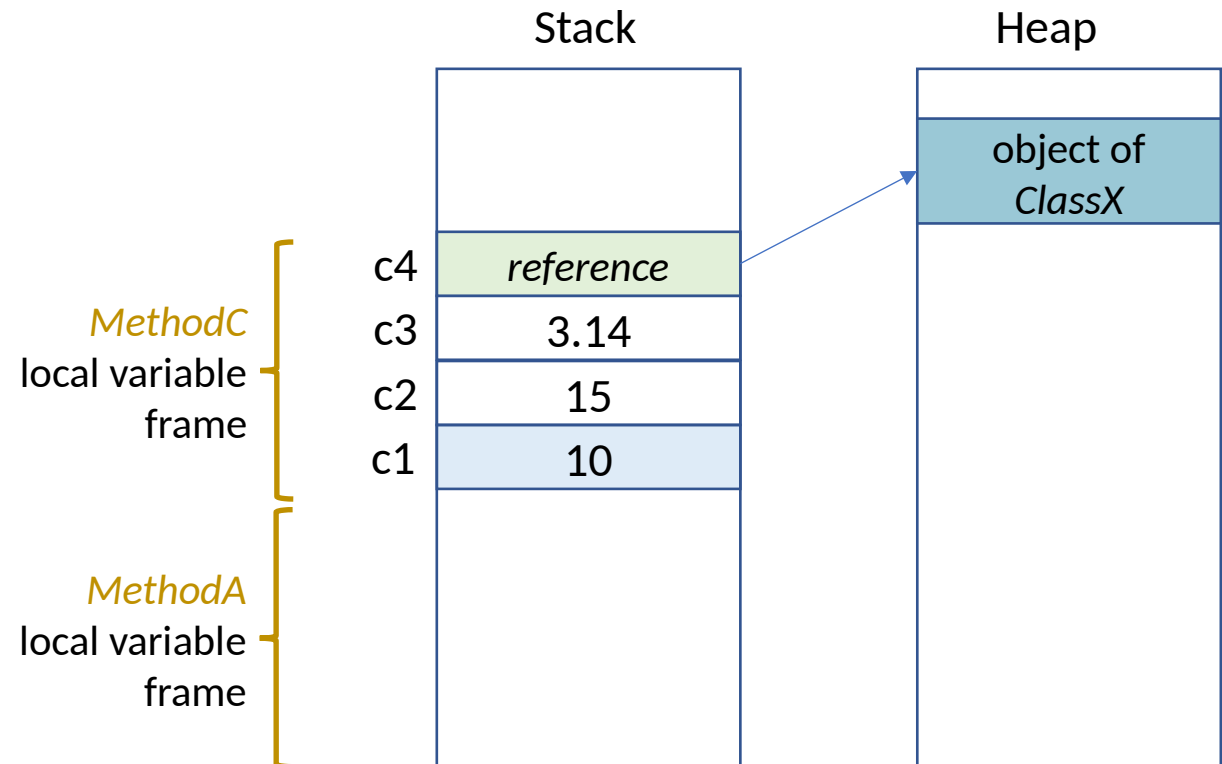 Stack
Heap
object of
ClassX
c4
reference
c3
3.14
c2
15
c1
10
MethodC
local variable
frame
MethodA
local variable
frame